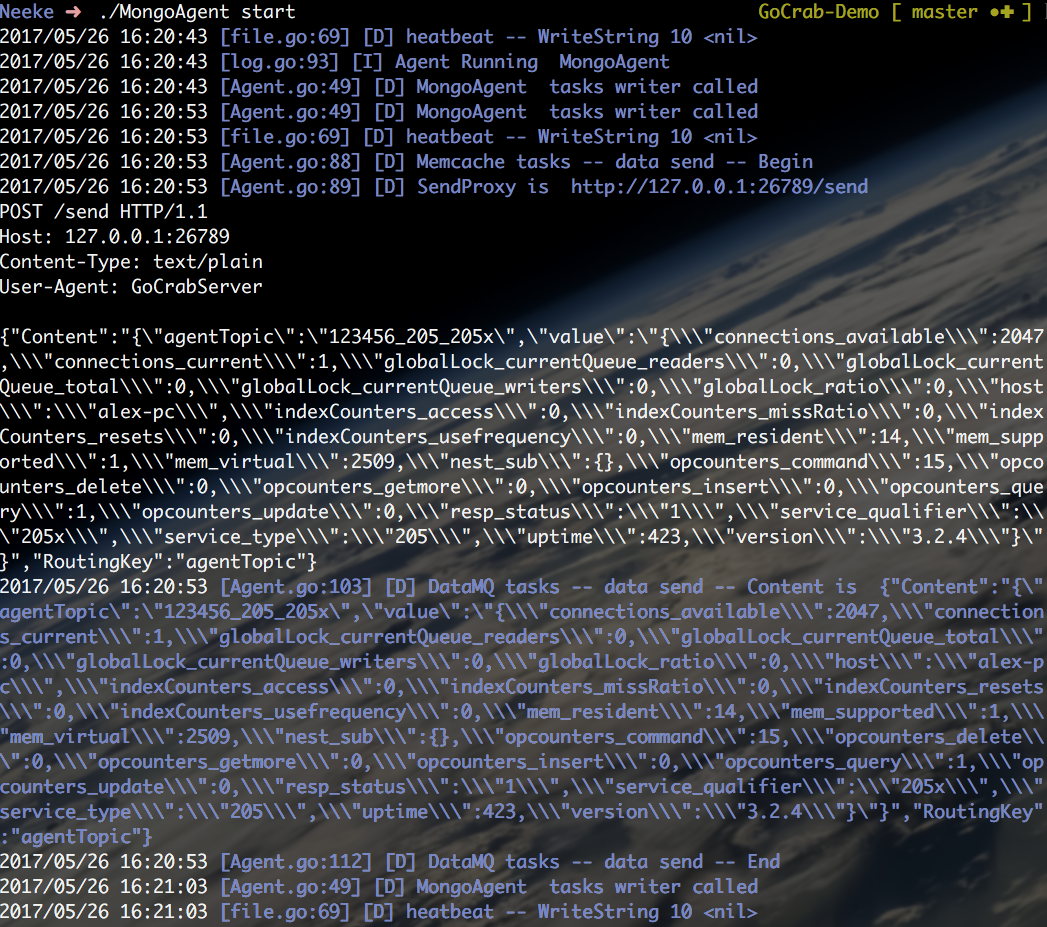 Neeke ➜ ./MongoAgent start GoCrab-Demo [ master ●✚ ]
2017/05/26 16:20:43 [file.go:69] [D] heatbeat -- WriteString 10 <nil>
2017/05/26 16:20:43 [log.go:93] [I] Agent Running  MongoAgent
2017/05/26 16:20:43 [Agent.go:49] [D] MongoAgent  tasks writer called
2017/05/26 16:20:53 [Agent.go:49] [D] MongoAgent  tasks writer called
2017/05/26 16:20:53 [file.go:69] [D] heatbeat -- WriteString 10 <nil>
2017/05/26 16:20:53 [Agent.go:88] [D] Memcache tasks -- data send -- Begin
2017/05/26 16:20:53 [Agent.go:89] [D] SendProxy is  http://127.0.0.1:26789/send
POST /send HTTP/1.1
Host: 127.0.0.1:26789
Content-Type: text/plain
User-Agent: GoCrabServer
{"Content":"{\"agentTopic\":\"123456_205_205x\",\"value\":\"{\\\"connections_available\\\":2047
,\\\"connections_current\\\":1,\\\"globalLock_currentQueue_readers\\\":0,\\\"globalLock_current
Queue_total\\\":0,\\\"globalLock_currentQueue_writers\\\":0,\\\"globalLock_ratio\\\":0,\\\"host
\\\":\\\"alex-pc\\\",\\\"indexCounters_access\\\":0,\\\"indexCounters_missRatio\\\":0,\\\"index
Counters_resets\\\":0,\\\"indexCounters_usefrequency\\\":0,\\\"mem_resident\\\":14,\\\"mem_supp
orted\\\":1,\\\"mem_virtual\\\":2509,\\\"nest_sub\\\":{},\\\"opcounters_command\\\":15,\\\"opco
unters_delete\\\":0,\\\"opcounters_getmore\\\":0,\\\"opcounters_insert\\\":0,\\\"opcounters_que
ry\\\":1,\\\"opcounters_update\\\":0,\\\"resp_status\\\":\\\"1\\\",\\\"service_qualifier\\\":\\
\"205x\\\",\\\"service_type\\\":\\\"205\\\",\\\"uptime\\\":423,\\\"version\\\":\\\"3.2.4\\\"}\"
}","RoutingKey":"agentTopic"}
2017/05/26 16:20:53 [Agent.go:103] [D] DataMQ tasks -- data send -- Content is  {"Content":"{\"
agentTopic\":\"123456_205_205x\",\"value\":\"{\\\"connections_available\\\":2047,\\\"connection
s_current\\\":1,\\\"globalLock_currentQueue_readers\\\":0,\\\"globalLock_currentQueue_total\\\"
:0,\\\"globalLock_currentQueue_writers\\\":0,\\\"globalLock_ratio\\\":0,\\\"host\\\":\\\"alex-p
c\\\",\\\"indexCounters_access\\\":0,\\\"indexCounters_missRatio\\\":0,\\\"indexCounters_resets
\\\":0,\\\"indexCounters_usefrequency\\\":0,\\\"mem_resident\\\":14,\\\"mem_supported\\\":1,\\\
"mem_virtual\\\":2509,\\\"nest_sub\\\":{},\\\"opcounters_command\\\":15,\\\"opcounters_delete\\
\":0,\\\"opcounters_getmore\\\":0,\\\"opcounters_insert\\\":0,\\\"opcounters_query\\\":1,\\\"op
counters_update\\\":0,\\\"resp_status\\\":\\\"1\\\",\\\"service_qualifier\\\":\\\"205x\\\",\\\"
service_type\\\":\\\"205\\\",\\\"uptime\\\":423,\\\"version\\\":\\\"3.2.4\\\"}\"}","RoutingKey"
:"agentTopic"}
2017/05/26 16:20:53 [Agent.go:112] [D] DataMQ tasks -- data send -- End
2017/05/26 16:21:03 [Agent.go:49] [D] MongoAgent  tasks writer called
2017/05/26 16:21:03 [file.go:69] [D] heatbeat -- WriteString 10 <nil>